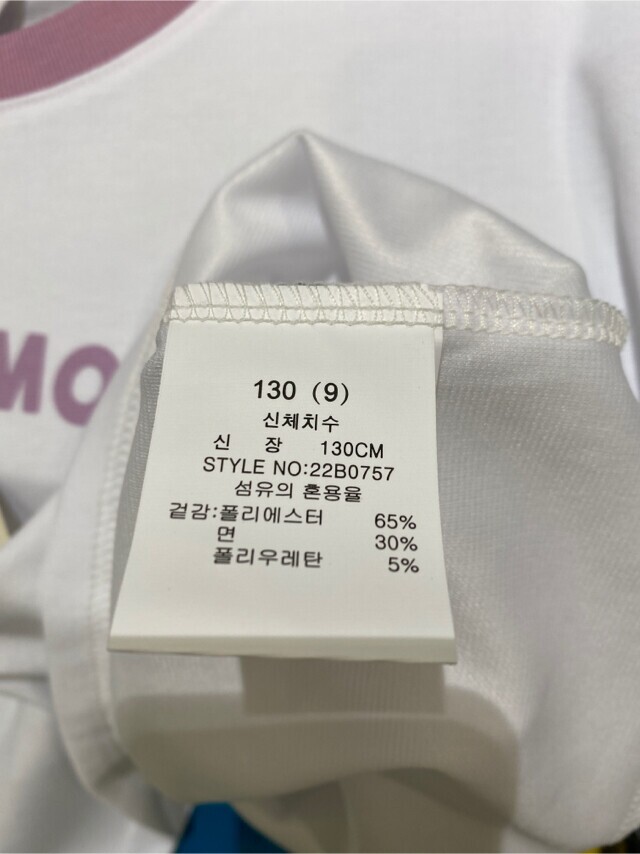 MO
130 (9)
신체치수
신 장 130CM
STYLE NO:22B0757
섬유의 혼용율
겉감:폴리에스터 65%
면 30%
폴리우레탄 5%